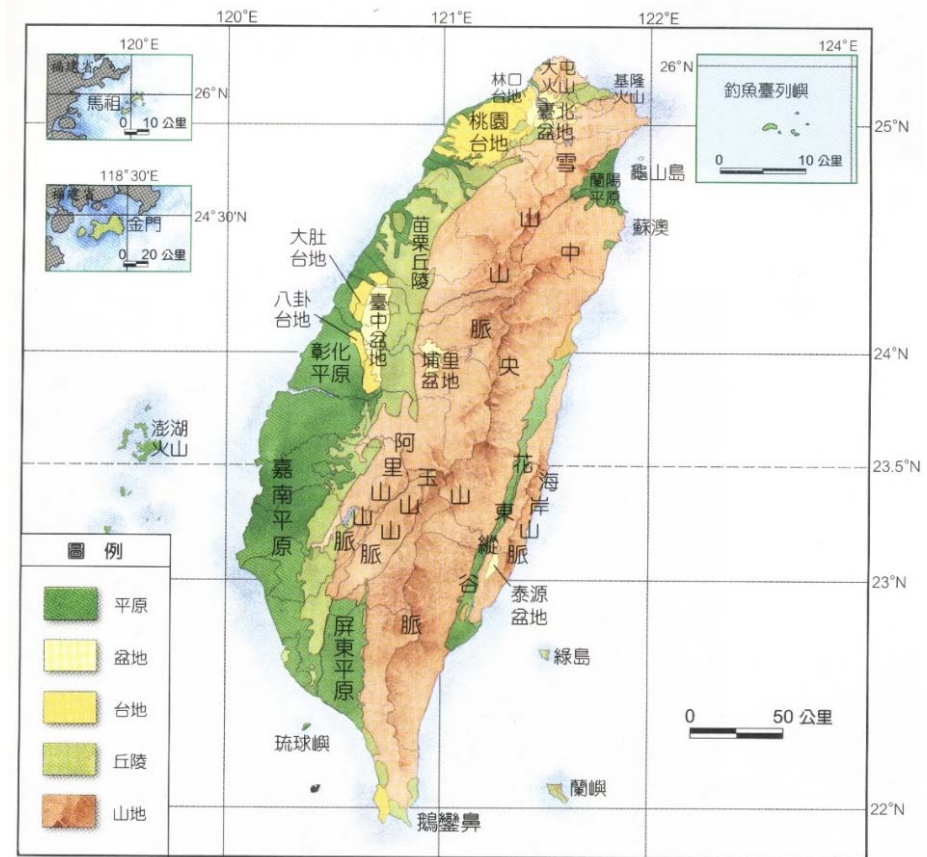 120°E
121°E
122°E
120°E
福建省
馬祖
26°N
0 10 公里
118°30'E
福建省
金門
24°30'N
0 20 公里
124°E
26°N
釣魚臺列嶼
0 10 公里
25°N
24°N
23.5°N
23°N
22°N
大屯
火山
基隆
火山
林口
台地
臺北
盆地
桃園
台地
雪山山脈
蘭陽
平原
龜山島
蘇澳
苗栗丘陵
大肚
台地
八卦
台地
臺中盆地
彰化
平原
埔里
盆地
中央山脈
澎湖
火山
阿里山山脈
玉山山脈
花東縱谷
海岸山脈
嘉南平原
泰源
盆地
屏東平原
綠島
琉球嶼
蘭嶼
鵝鑾鼻
0 50 公里
圖例
平原
盆地
台地
丘陵
山地